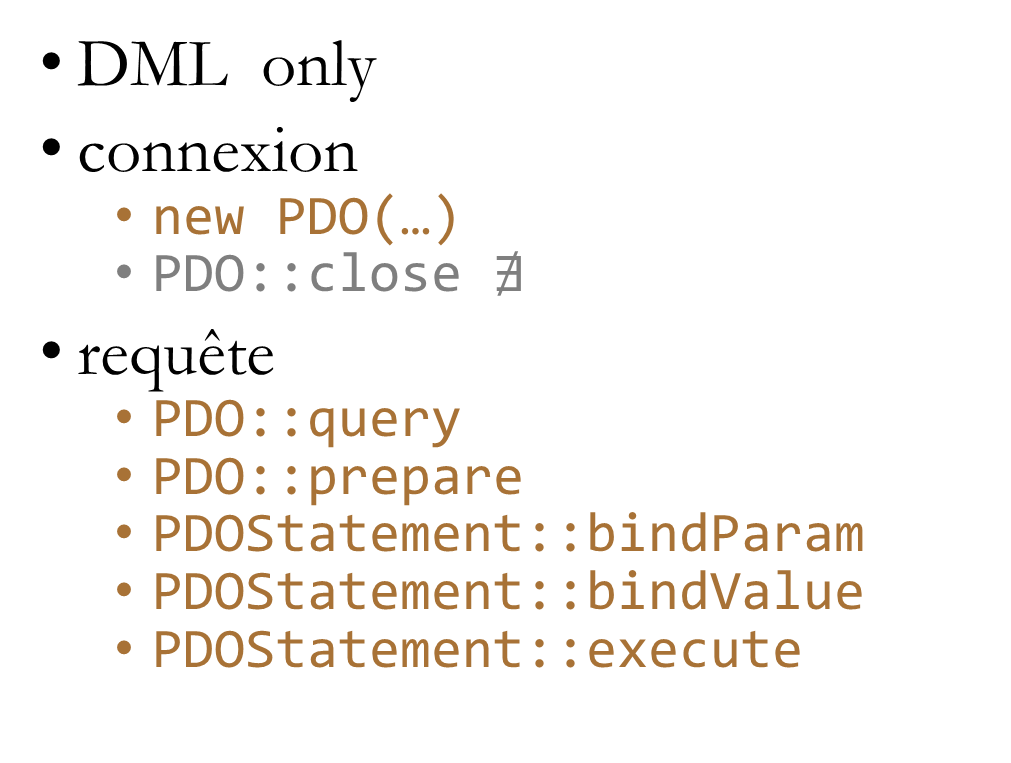 • DML only
• connexion
• new PDO(…)
• PDO::close ∄
• requête
• PDO::query
• PDO::prepare
• PDOStatement::bindParam
• PDOStatement::bindValue
• PDOStatement::execute